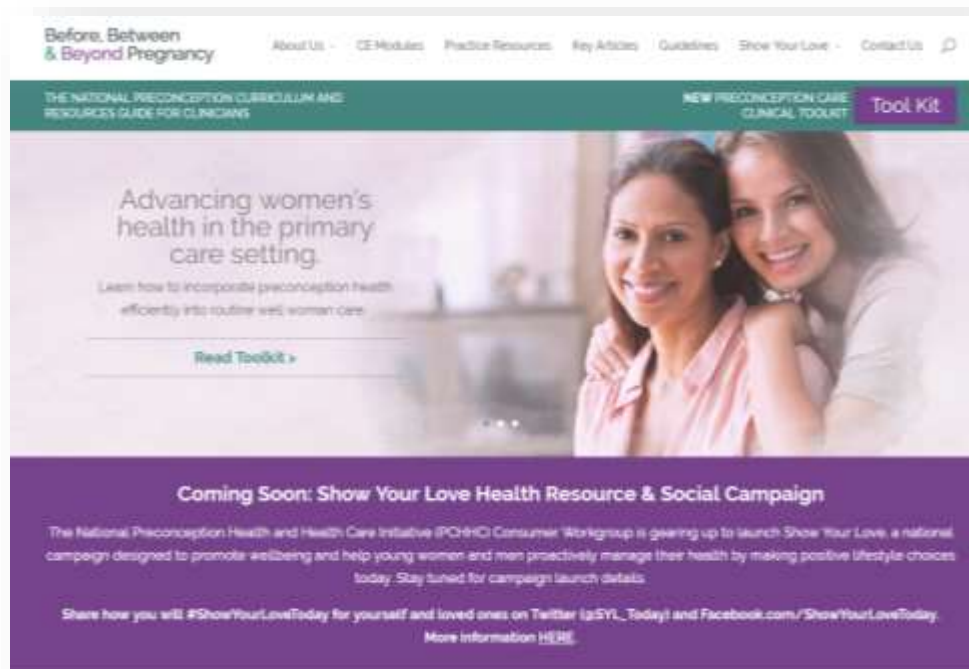 Before, Between
& Beyond Pregnancy
About Us CE Modules Practice Resources Key Articles Guidelines Show Your Love Contact Us
THE NATIONAL PRECONCEPTION CURRICULUM AND
RESOURCES GUIDE FOR CLINICIANS
NEW PRECONCEPTION CARE
CLINICAL TOOLKIT
Tool Kit
Advancing women's
health in the primary
care setting.
Learn how to incorporate preconception health
efficiently into routine well woman care
Read Toolkit »
Coming Soon: Show Your Love Health Resource & Social Campaign
The National Preconception Health and Health Care Initiative (PCHHC) Consumer Workgroup is gearing up to launch Show Your Love, a national
campaign designed to promote wellbeing and help young women and men proactively manage their health by making positive lifestyle choices
today. Stay tuned for campaign launch details.
Share how you will #ShowYourLoveToday for yourself and loved ones on Twitter (@SYL_Today) and Facebook.com/ShowYourLoveToday.
More information HERE.